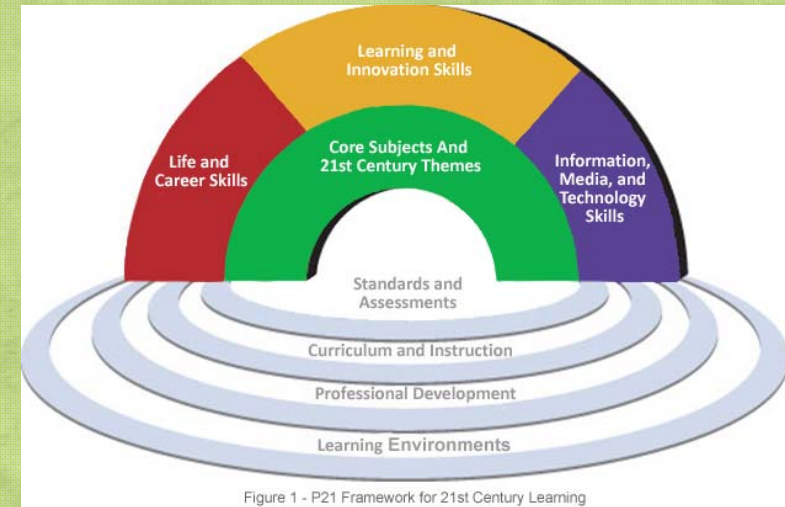 Learning and
Innovation Skills
Core Subjects And
21st Century Themes
Life and
Career Skills
Information,
Media, and
Technology
Skills
Standards and
Assessments
Curriculum and Instruction
Professional Development
Learning Environments
Figure 1 - P21 Framework for 21st Century Learning